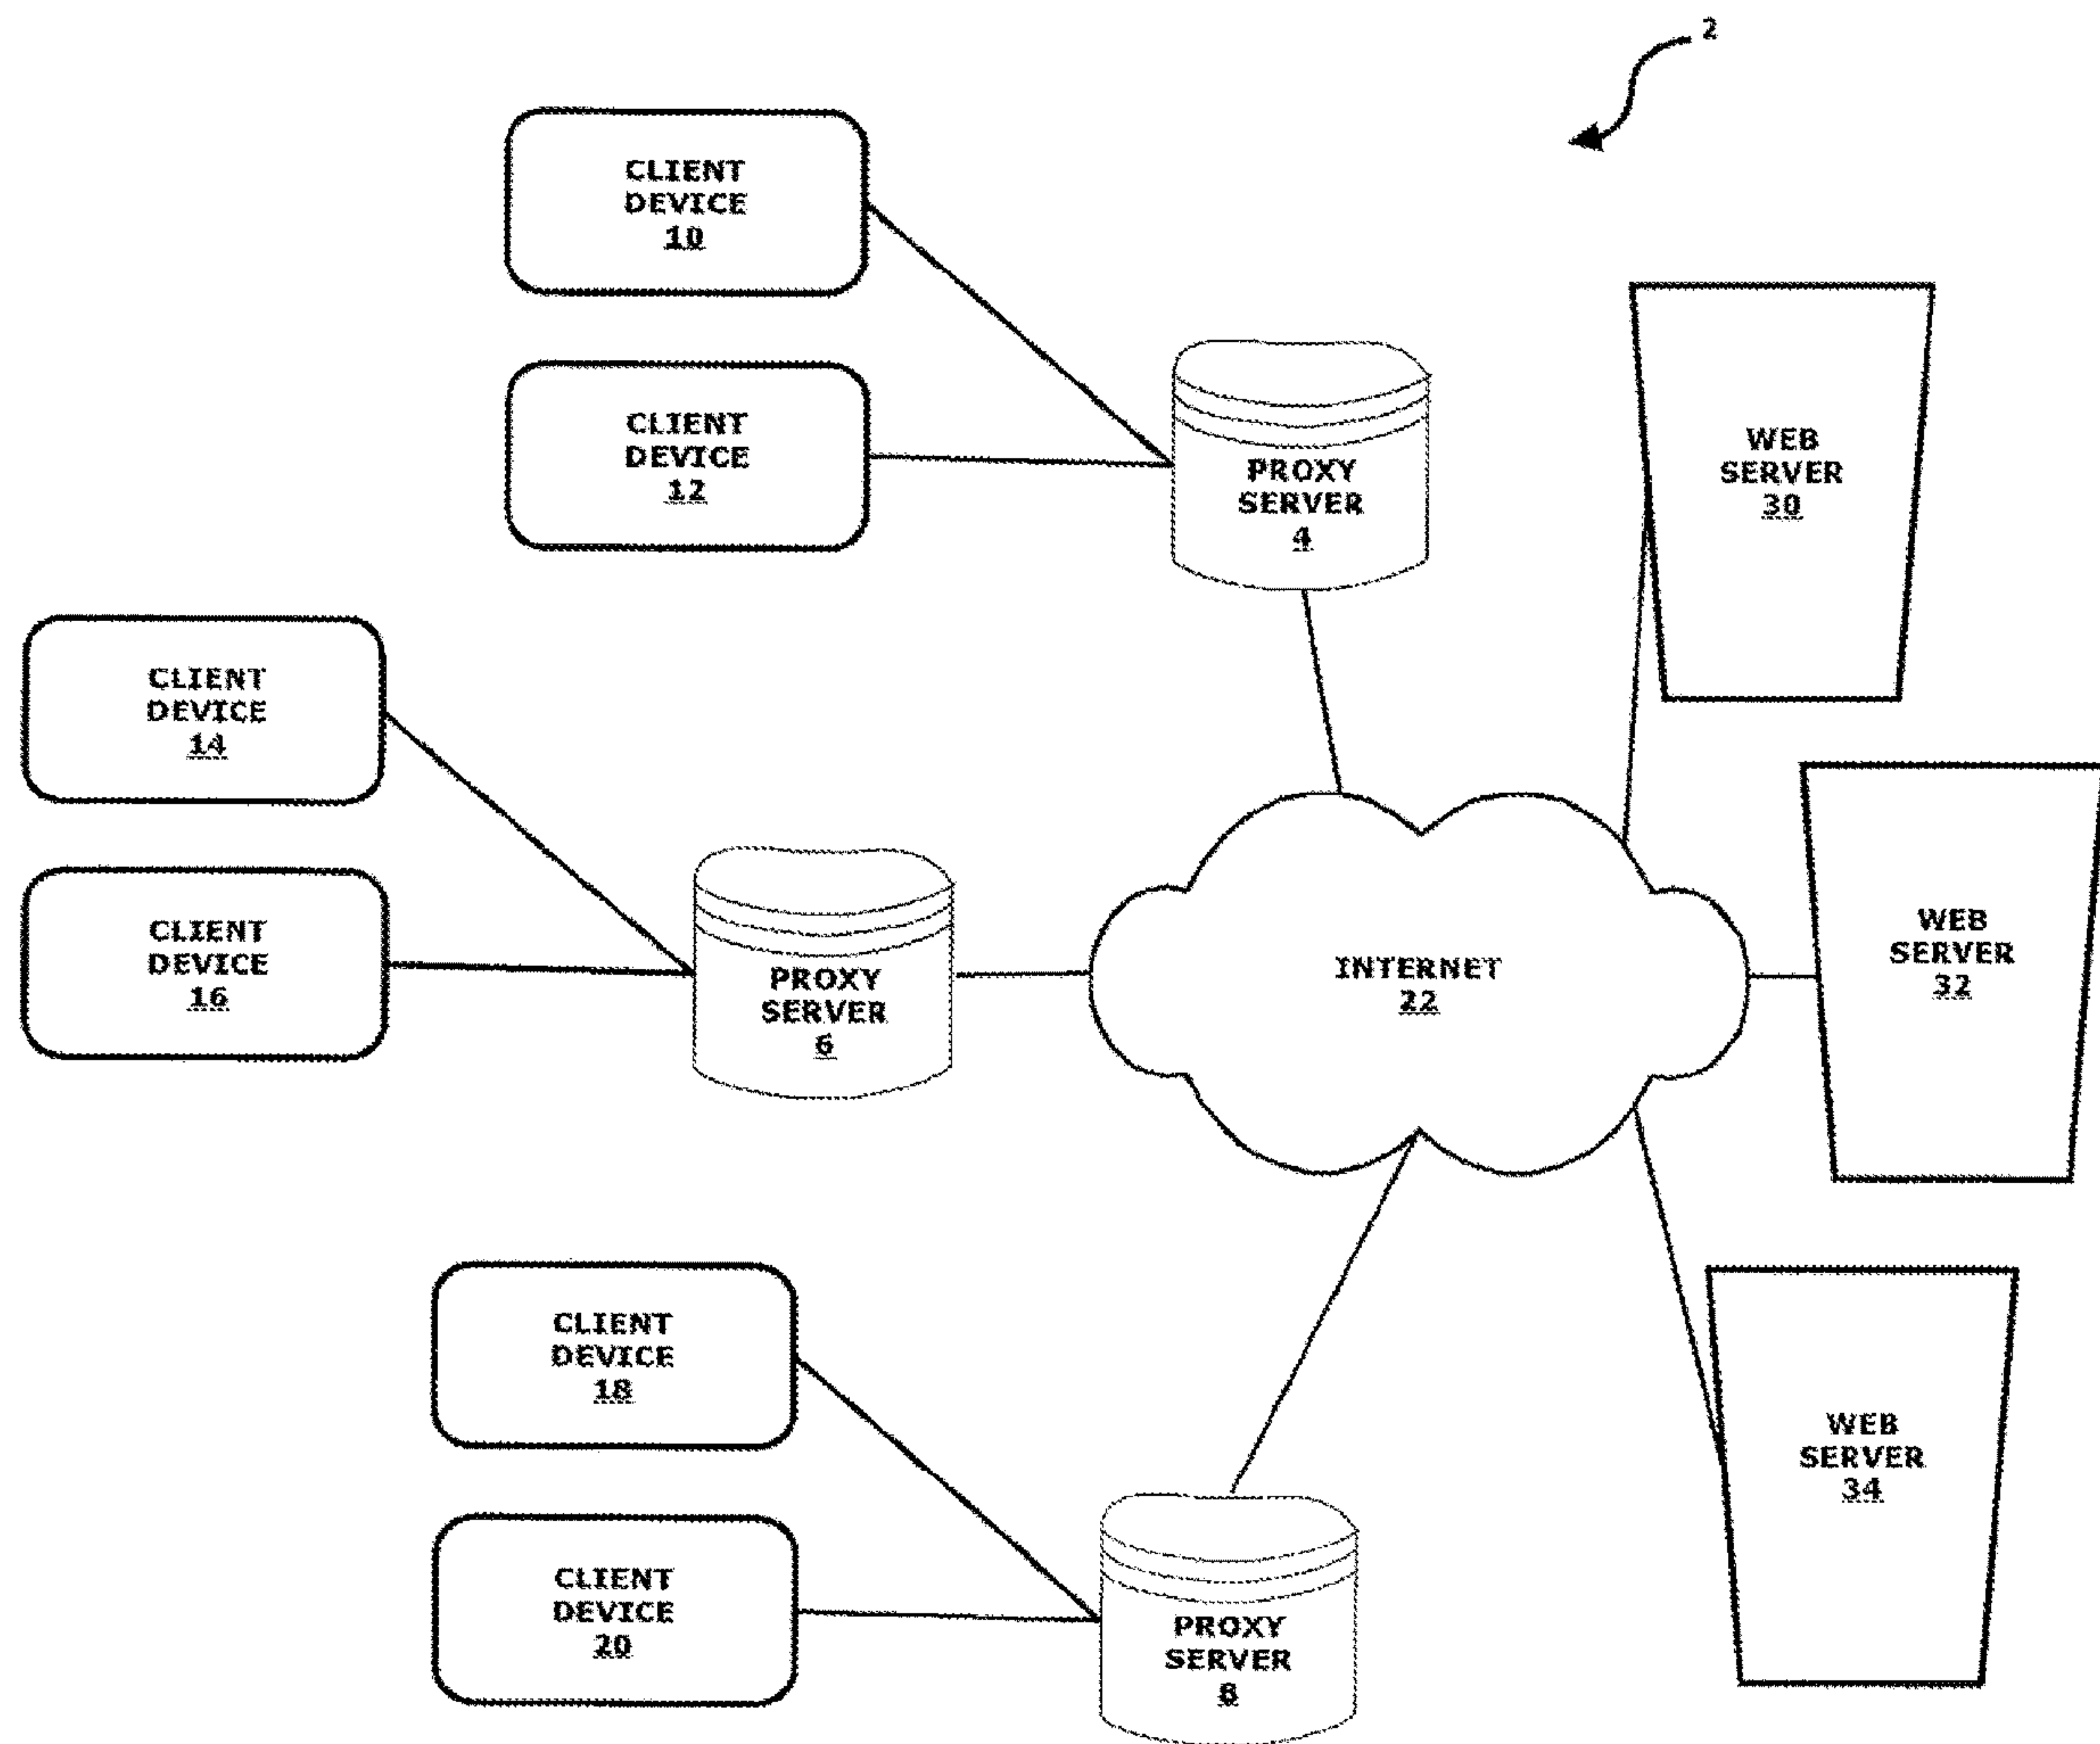 2
CLIENT
DEVICE
10
CLIENT
DEVICE
12
PROXY
SERVER
4
WEB
SERVER
30
CLIENT
DEVICE
14
CLIENT
DEVICE
16
PROXY
SERVER
6
INTERNET
22
WEB
SERVER
32
CLIENT
DEVICE
18
CLIENT
DEVICE
20
PROXY
SERVER
8
WEB
SERVER
34